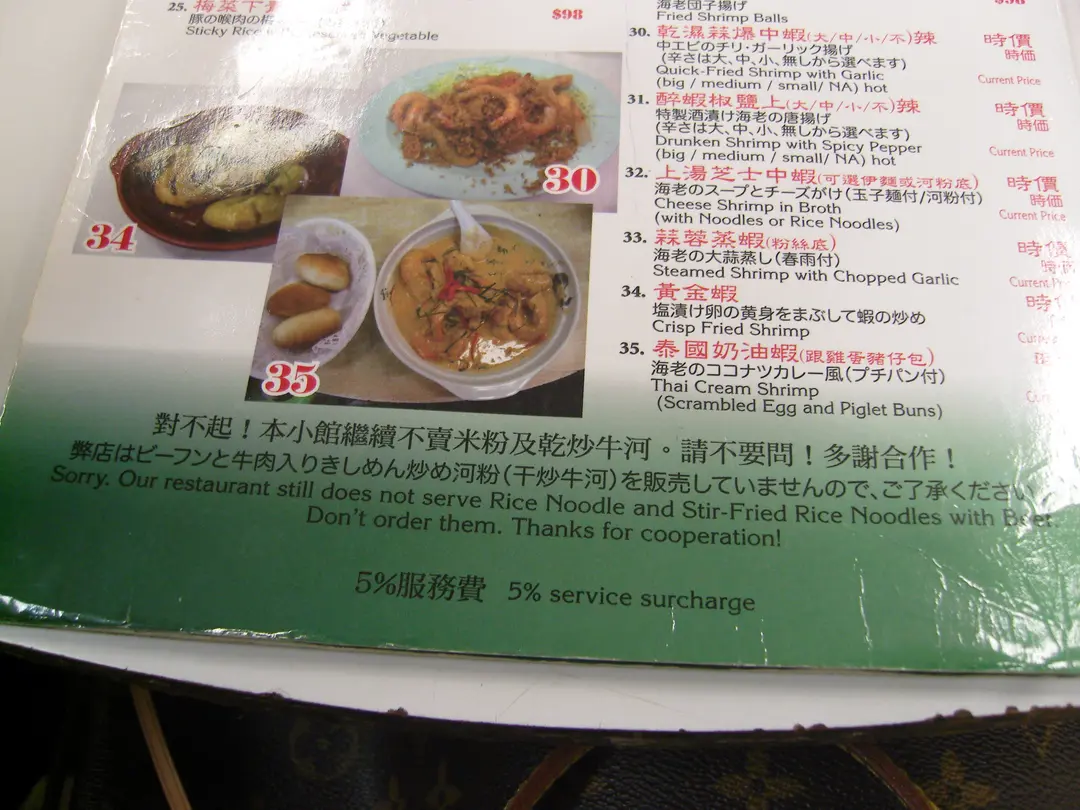 25. 梅菜下
豚の喉肉の梅
Sticky Rice Vegetable
$98
34
30
35
海老団子揚げ
Fried Shrimp Balls
$98
30. 乾濕蒜爆中蝦(大/中/小/不)辣 時價
中エビのチリ・ガーリック揚げ 時価
(辛さは大、中、小、無しから選べます)
Quick-Fried Shrimp with Garlic Current Price
(big / medium / small/ NA) hot
31. 醉蝦椒鹽上(大/中/小/不)辣 時價
特製酒漬け海老の唐揚げ 時価
(辛さは大、中、小、無しから選べます)
Drunken Shrimp with Spicy Pepper Current Price
(big / medium / small/ NA) hot
32. 上湯芝士中蝦(可選伊麵或河粉底) 時價
海老のスープとチーズがけ(玉子麺付/河粉付) 時価
Cheese Shrimp in Broth Current Price
(with Noodles or Rice Noodles)
33. 蒜蓉蒸蝦(粉絲底) 時價
海老の大蒜蒸し(春雨付) 時価
Steamed Shrimp with Chopped Garlic Current
34. 黃金蝦 時
塩漬け卵の黄身をまぶして蝦の炒め
Crisp Fried Shrimp
35. 泰國奶油蝦(跟雞蛋豬仔包)
海老のココナツカレー風(プチパン付)
Thai Cream Shrimp
(Scrambled Egg and Piglet Buns)
對不起！本小館繼續不賣米粉及乾炒牛河。請不要問！多謝合作！
弊店はビーフンと牛肉入りきしめん炒め河粉(干炒牛河)を販売していませんので、ご了承ください
Sorry. Our restaurant still does not serve Rice Noodle and Stir-Fried Rice Noodles with Beef.
Don't order them. Thanks for cooperation!
5%服務費 5% service surcharge